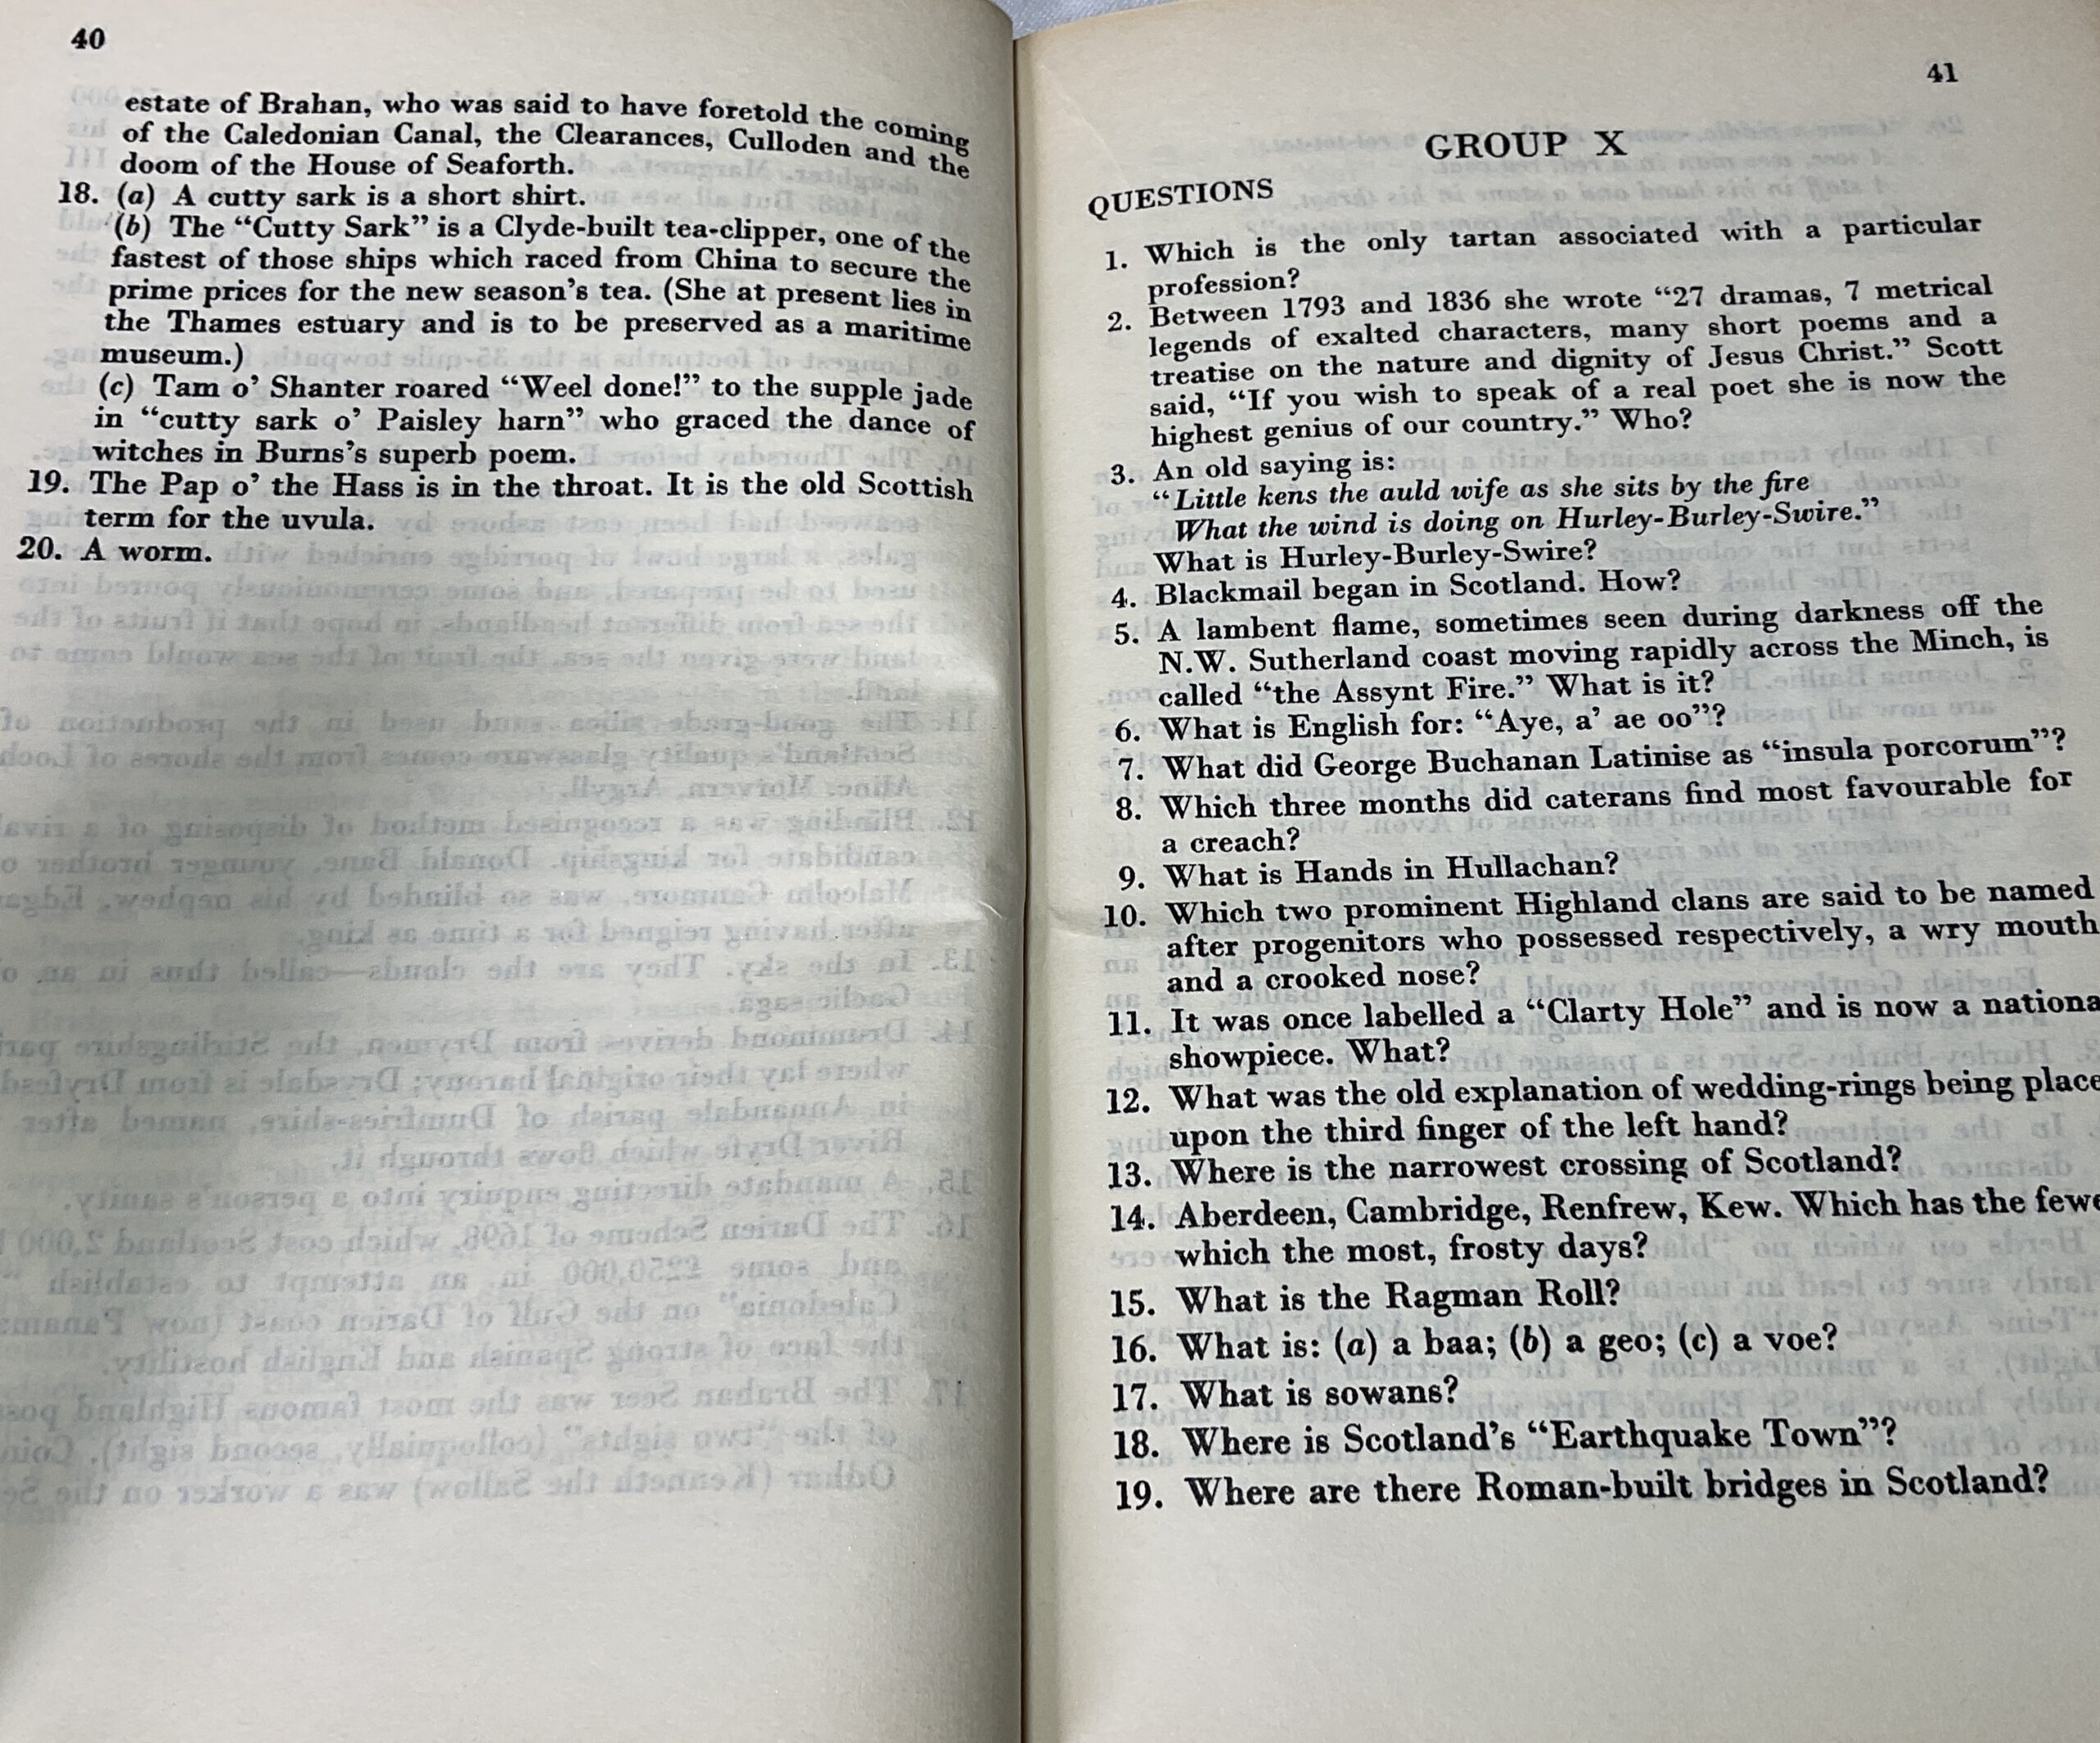 40
estate of Brahan, who was said to have foretold the coming
of the Caledonian Canal, the Clearances, Culloden and the
doom of the House of Seaforth.
18. (a) A cutty sark is a short shirt.
(b) The “Cutty Sark” is a Clyde-built tea-clipper, one of the
fastest of those ships which raced from China to secure the
prime prices for the new season’s tea. (She at present lies in
the Thames estuary and is to be preserved as a maritime
museum.)
(c) Tam o’ Shanter roared “Weel done!” to the supple jade
in “cutty sark o’ Paisley harn” who graced the dance of
witches in Burns’s superb poem.
19. The Pap o’ the Hass is in the throat. It is the old Scottish
term for the uvula.
20. A worm.
41
GROUP X
QUESTIONS
1. Which is the only tartan associated with a particular
profession?
2. Between 1793 and 1836 she wrote “27 dramas, 7 metrical
legends of exalted characters, many short poems and a
treatise on the nature and dignity of Jesus Christ.” Scott
said, “If you wish to speak of a real poet she is now the
highest genius of our country.” Who?
3. An old saying is:
“Little kens the auld wife as she sits by the fire
What the wind is doing on Hurley-Burley-Swire.”
What is Hurley-Burley-Swire?
4. Blackmail began in Scotland. How?
5. A lambent flame, sometimes seen during darkness off the
N.W. Sutherland coast moving rapidly across the Minch, is
called “the Assynt Fire.” What is it?
6. What is English for: “Aye, a’ ae oo”?
7. What did George Buchanan Latinise as “insula porcorum”?
8. Which three months did caterans find most favourable for
a creach?
9. What is Hands in Hullachan?
10. Which two prominent Highland clans are said to be named
after progenitors who possessed respectively, a wry mouth
and a crooked nose?
11. It was once labelled a “Clarty Hole” and is now a nationa
showpiece. What?
12. What was the old explanation of wedding-rings being place
upon the third finger of the left hand?
13. Where is the narrowest crossing of Scotland?
14. Aberdeen, Cambridge, Renfrew, Kew. Which has the fewe
which the most, frosty days?
15. What is the Ragman Roll?
16. What is: (a) a baa; (b) a geo; (c) a voe?
17. What is sowans?
18. Where is Scotland’s “Earthquake Town”?
19. Where are there Roman-built bridges in Scotland?